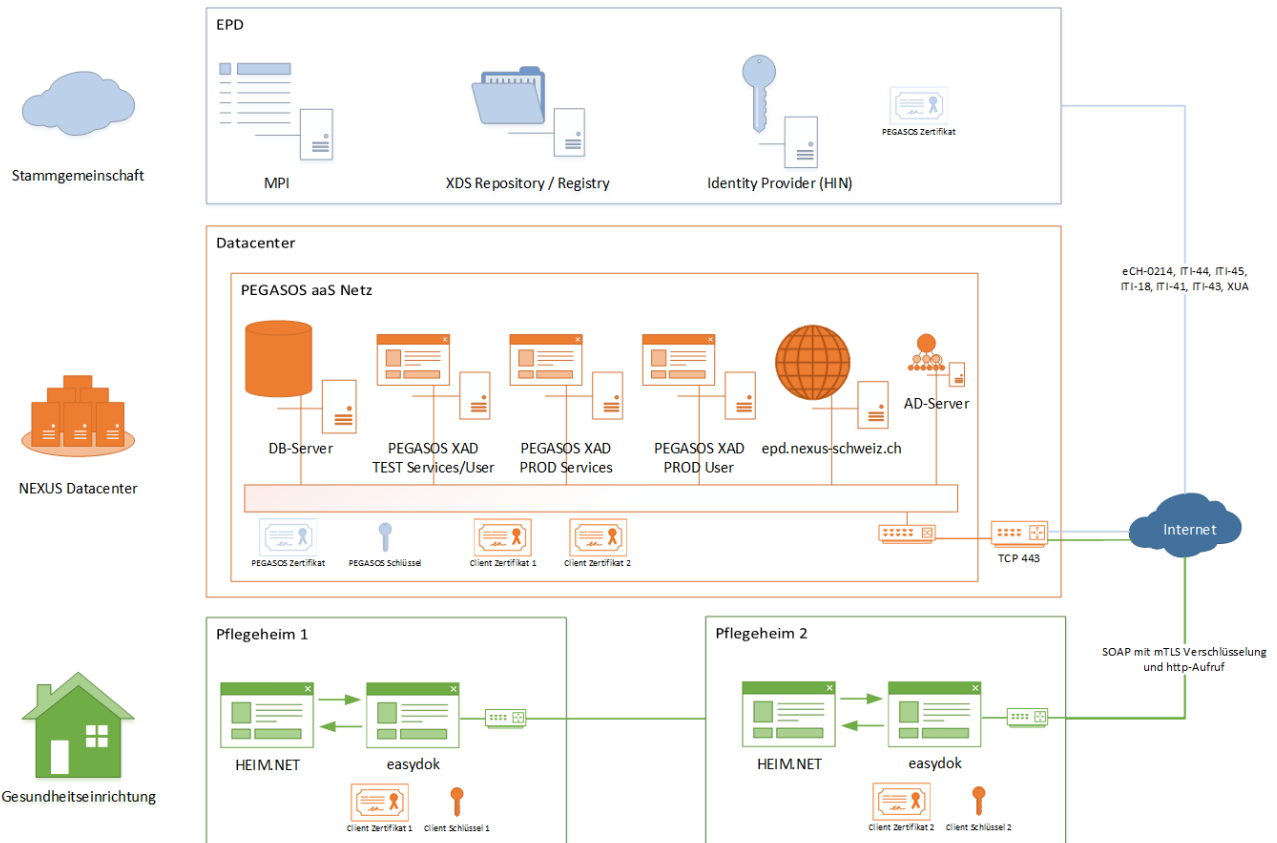 EPD
MPI
XDS Repository / Registry
Identity Provider (HIN)
PEGASOS Zertifikat
Stammgemeinschaft
eCH-0214, ITI-44, ITI-45,
ITI-18, ITI-41, ITI-43, XUA
Datacenter
PEGASOS aaS Netz
DB-Server
PEGASOS XAD
TEST Services/User
PEGASOS XAD
PROD Services
PEGASOS XAD
PROD User
epd.nexus-schweiz.ch
AD-Server
NEXUS Datacenter
PEGASOS Zertifikat
PEGASOS Schlüssel
Client Zertifikat 1
Client Zertifikat 2
TCP 443
Internet
SOAP mit mTLS Verschlüsselung
und http-Aufruf
Pflegeheim 1
HEIM.NET
easydok
Client Zertifikat 1
Client Schlüssel 1
Pflegeheim 2
HEIM.NET
easydok
Client Zertifikat 2
Client Schlüssel 2
Gesundheitseinrichtung